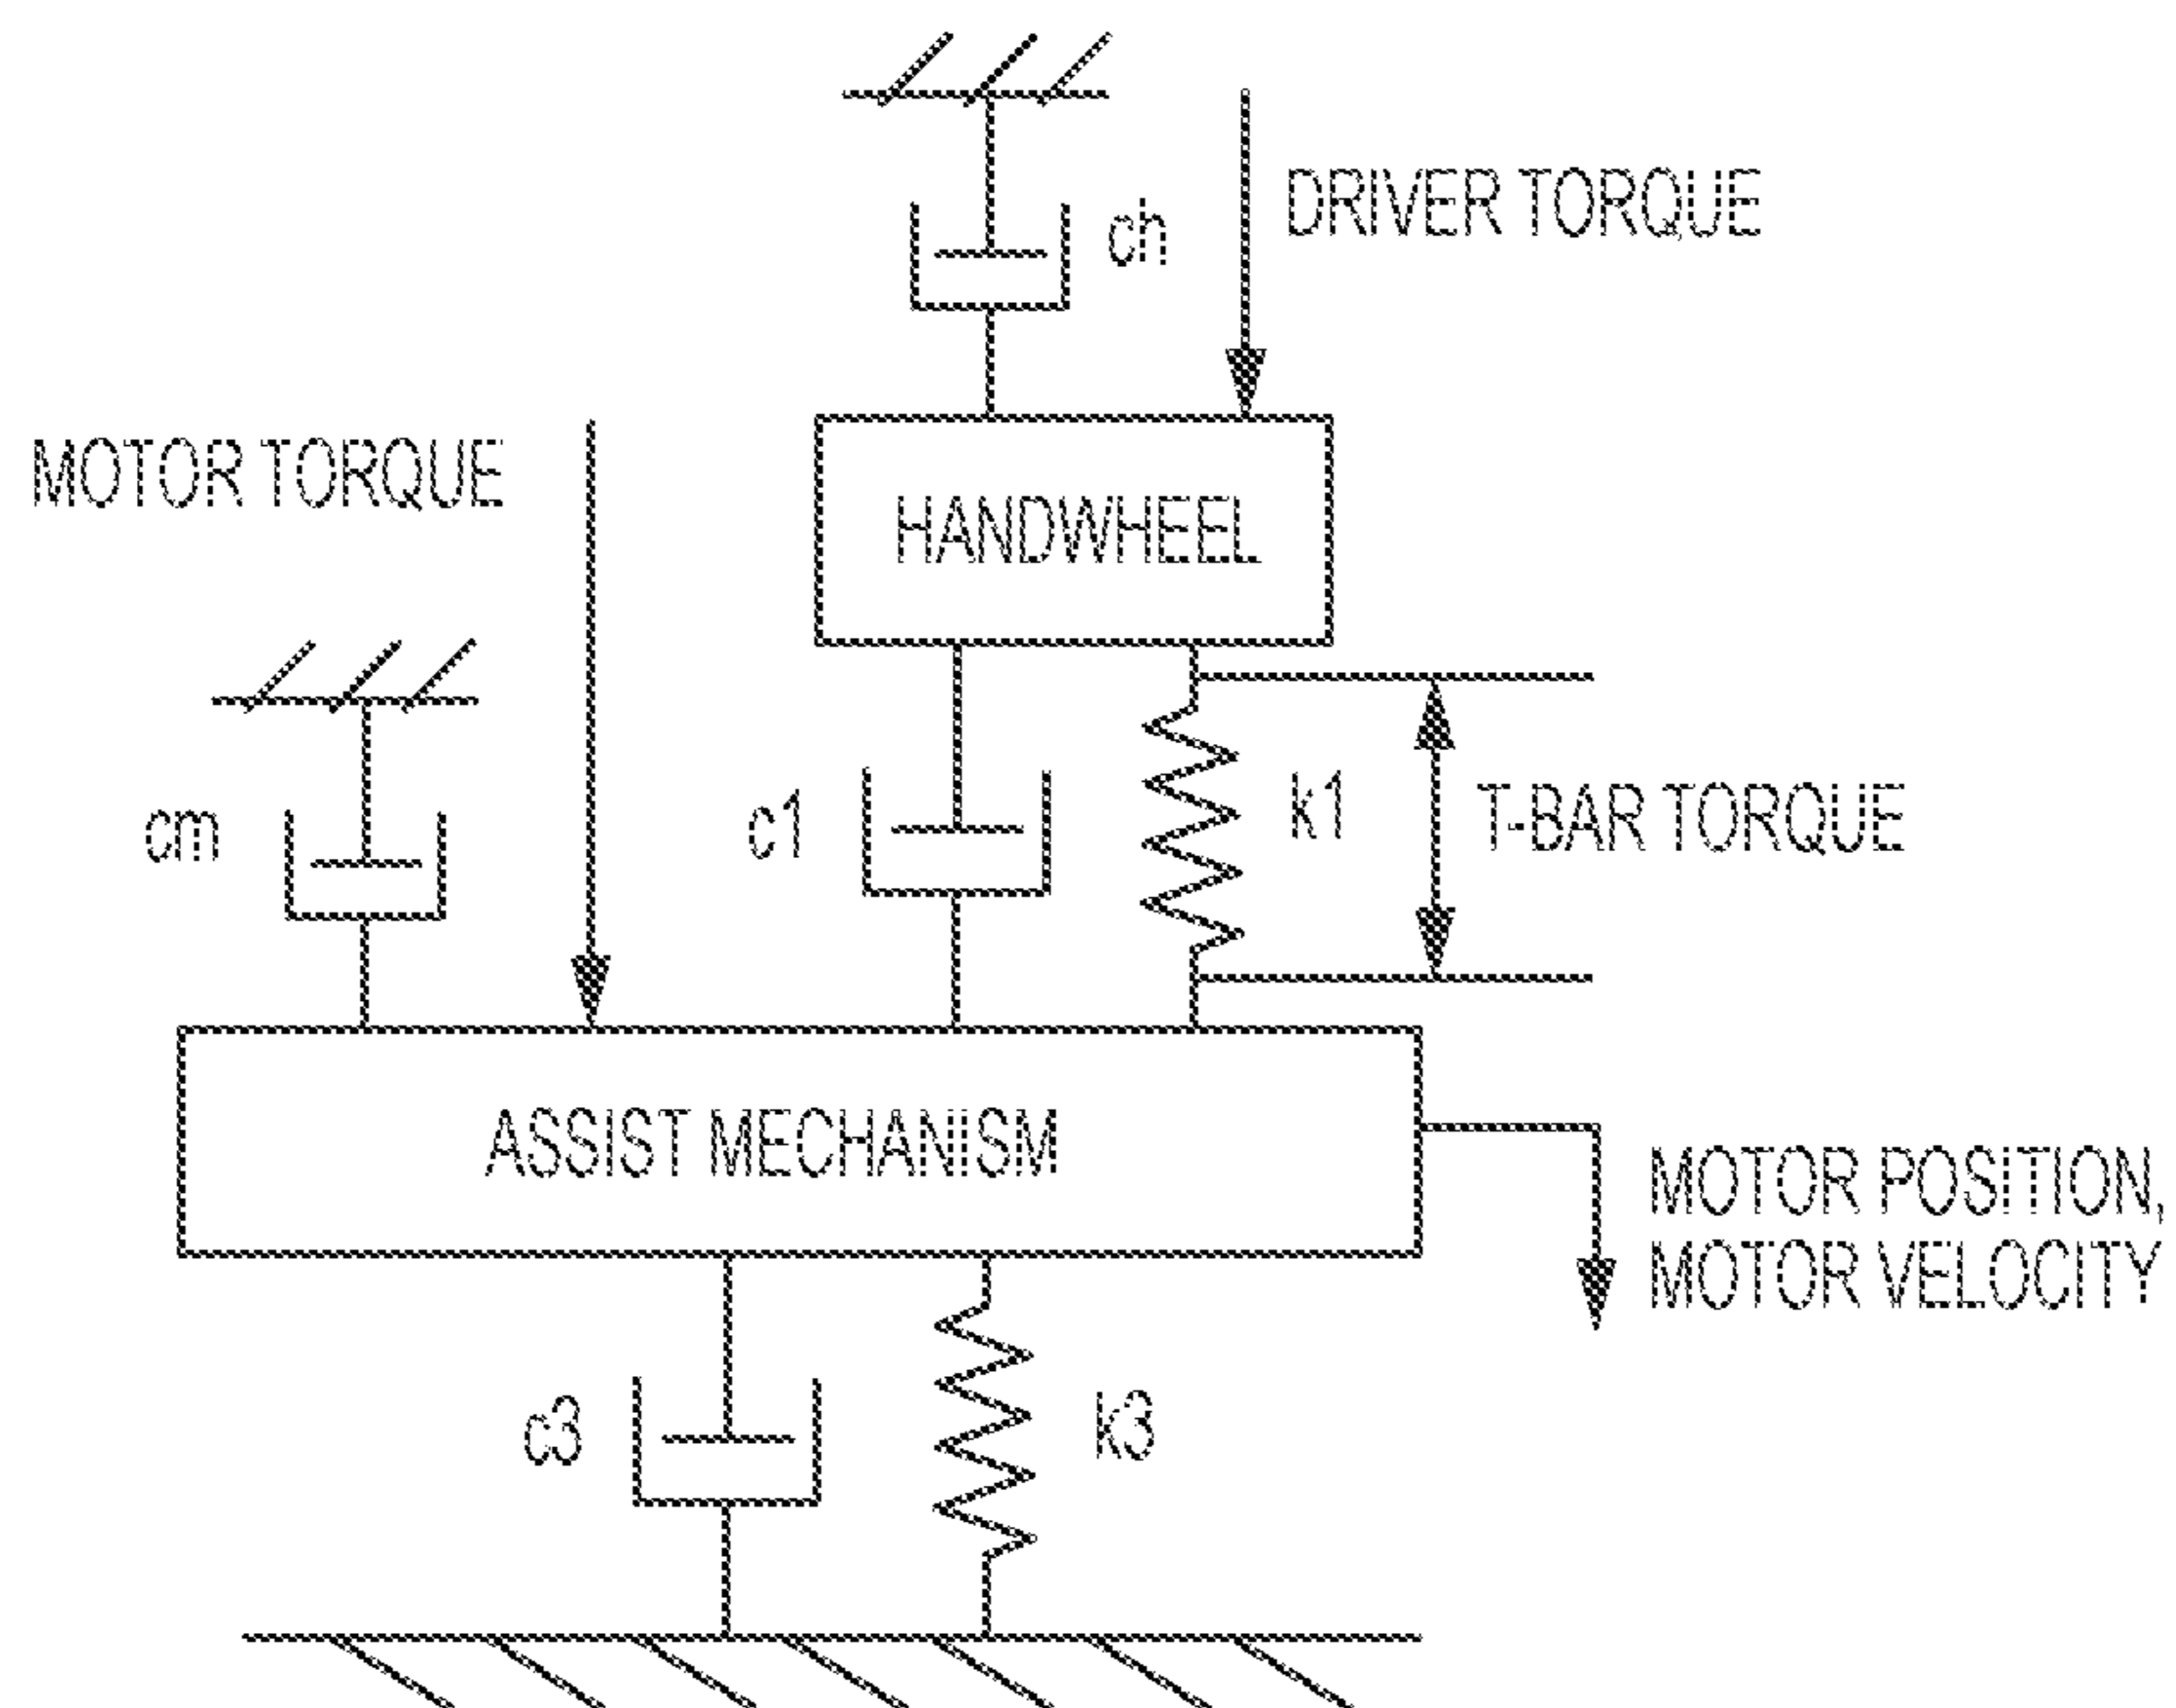 DRIVER TORQUE
ch
MOTOR TORQUE
HANDWHEEL
cm
c1
k1
T-BAR TORQUE
ASSIST MECHANISM
MOTOR POSITION,
MOTOR VELOCITY
c3
k3